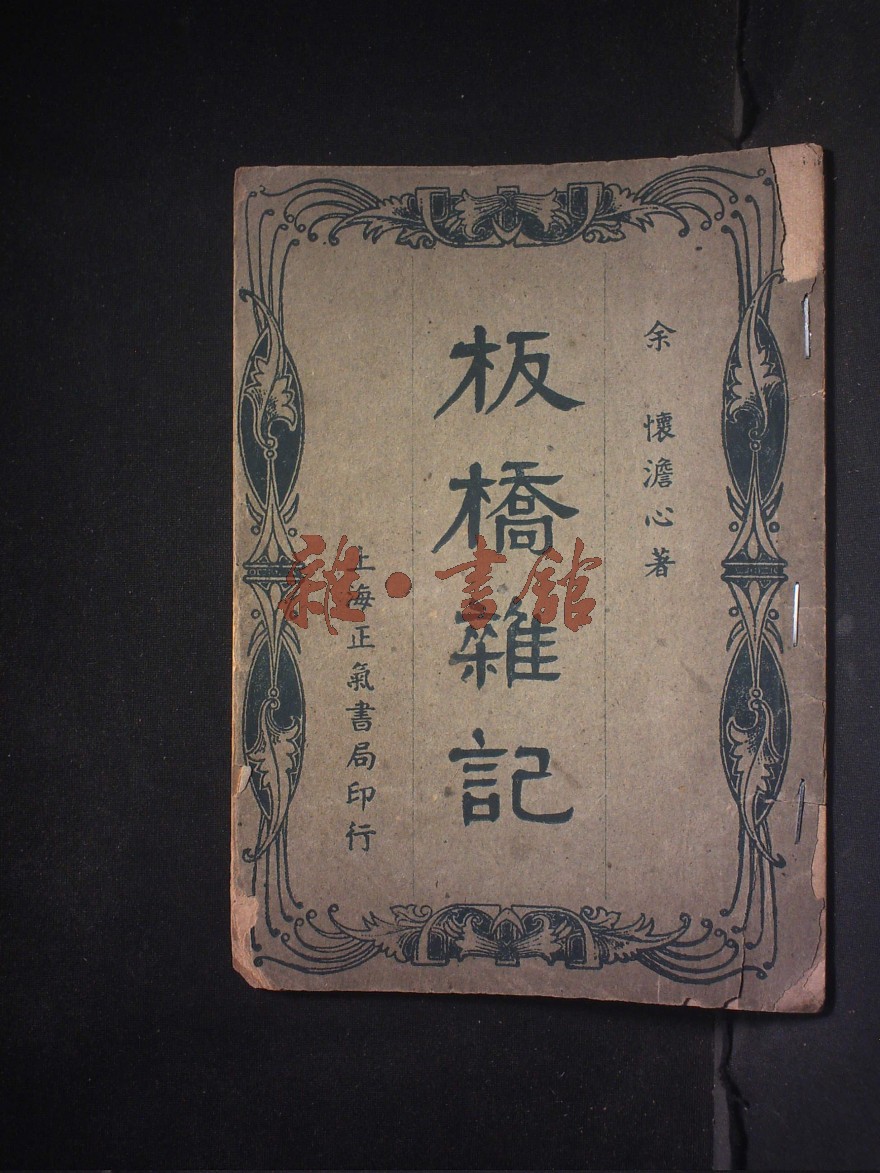 余 懷澹心著
板橋雜記
上海正氣書局印行
雜·書館